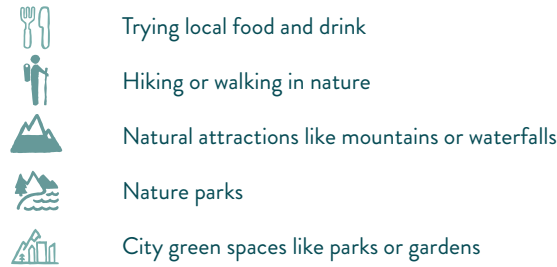 Trying local food and drink
Hiking or walking in nature
Natural attractions like mountains or waterfalls
Nature parks
City green spaces like parks or gardens